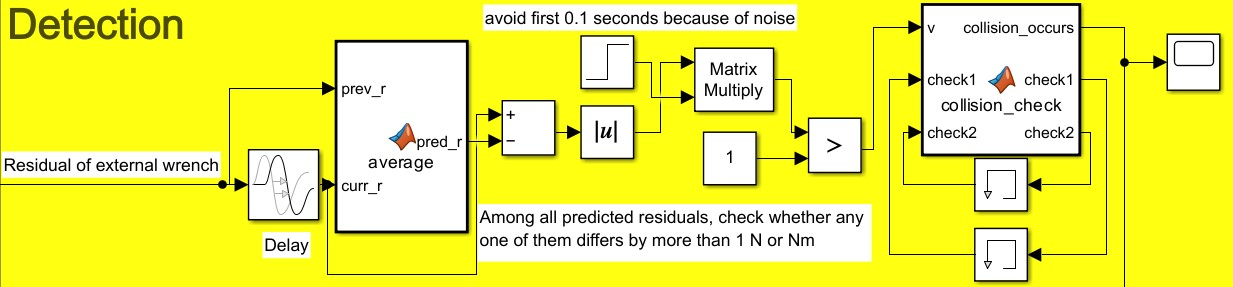 Detection
avoid first 0.1 seconds because of noise
prev_r
pred_r
average
curr_r
Residual of external wrench
Delay
+
−
|u|
Matrix
Multiply
1
>
v
collision_occurs
check1
check1
collision_check
check2
check2
Among all predicted residuals, check whether any
one of them differs by more than 1 N or Nm